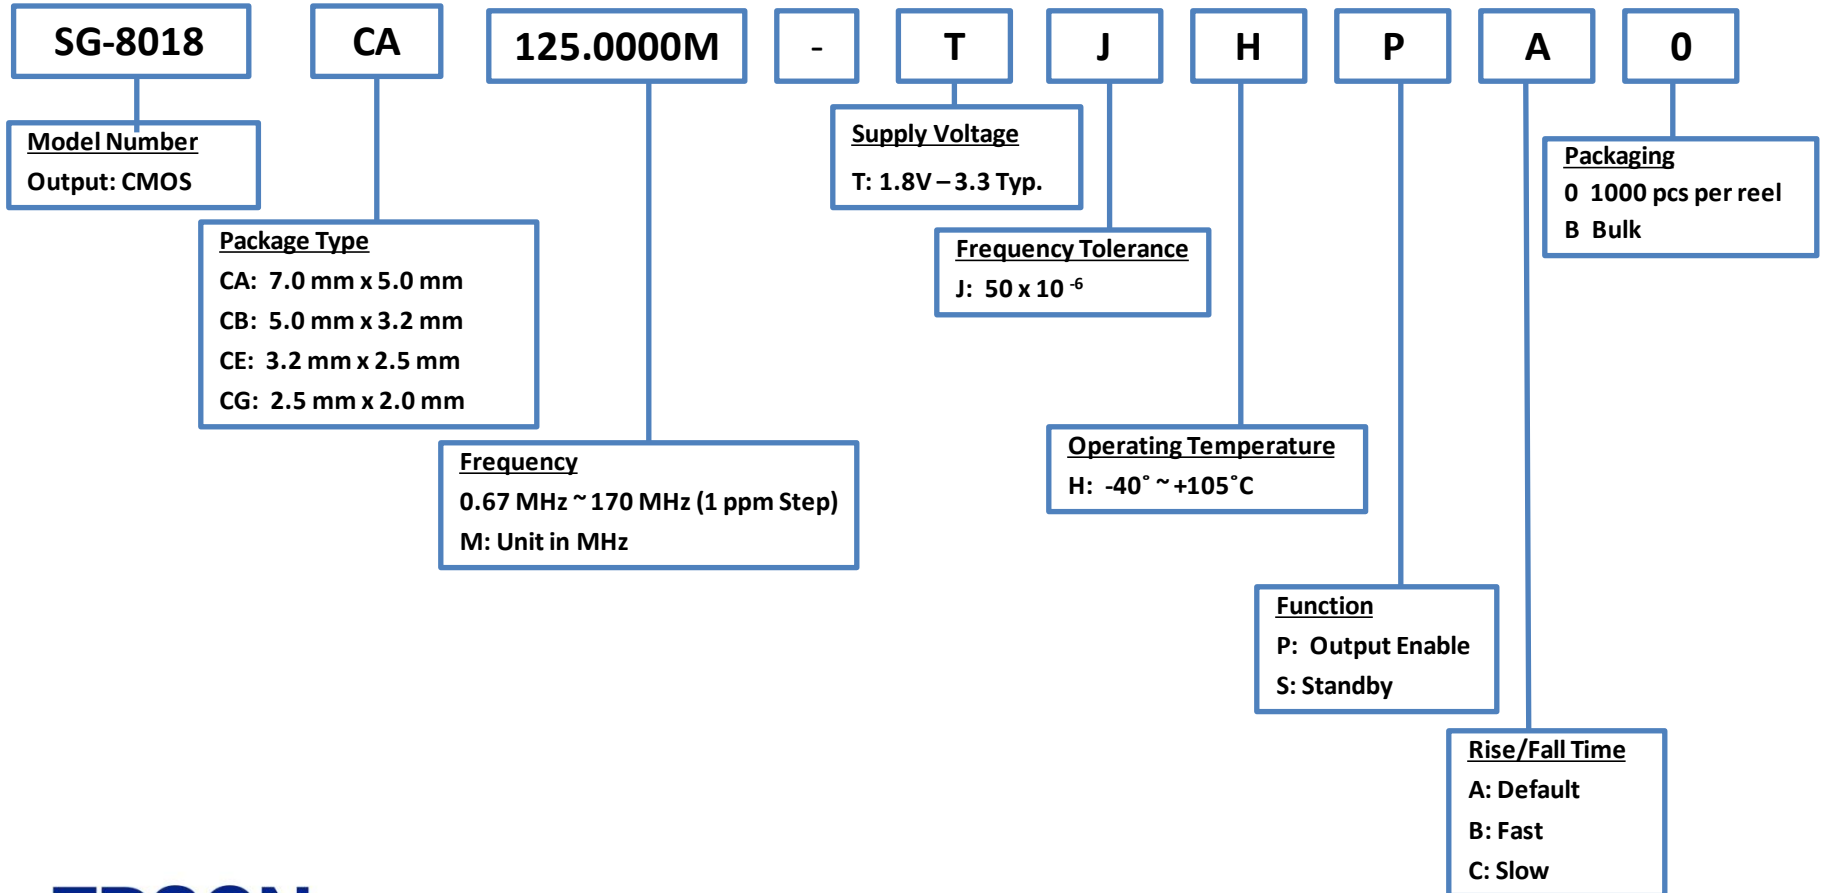 SG-8018 CA 125.0000M - T J H P A 0
Model Number
Output: CMOS
Package Type
CA: 7.0 mm x 5.0 mm
CB: 5.0 mm x 3.2 mm
CE: 3.2 mm x 2.5 mm
CG: 2.5 mm x 2.0 mm
Frequency
0.67 MHz ~ 170 MHz (1 ppm Step)
M: Unit in MHz
Supply Voltage
T: 1.8V – 3.3 Typ.
Frequency Tolerance
J: 50 x 10 -6
Operating Temperature
H: -40˚ ~ +105˚C
Function
P: Output Enable
S: Standby
Rise/Fall Time
A: Default
B: Fast
C: Slow
Packaging
0 1000 pcs per reel
B Bulk